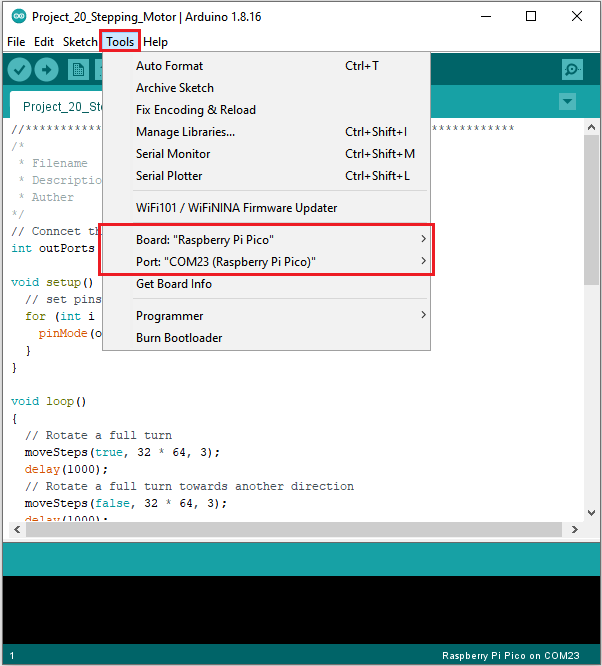 Project_20_Stepping_Motor | Arduino 1.8.16
File Edit Sketch Tools Help
Auto Format Ctrl+T
Archive Sketch
Fix Encoding & Reload
Manage Libraries... Ctrl+Shift+I
Serial Monitor Ctrl+Shift+M
Serial Plotter Ctrl+Shift+L
WiFi101 / WiFiNINA Firmware Updater
Board: "Raspberry Pi Pico"
Port: "COM23 (Raspberry Pi Pico)"
Get Board Info
Programmer
Burn Bootloader
Project_20_Ste
//**********
************
/*
* Filename
* Descriptio
* Auther
*/
// Conncet th
int outPorts
void setup()
// set pins
for (int i
pinMode(o
}
}
void loop()
{
// Rotate a full turn
moveSteps(true, 32 * 64, 3);
delay(1000);
// Rotate a full turn towards another direction
moveSteps(false, 32 * 64, 3);
delay(1000);
1 Raspberry Pi Pico on COM23